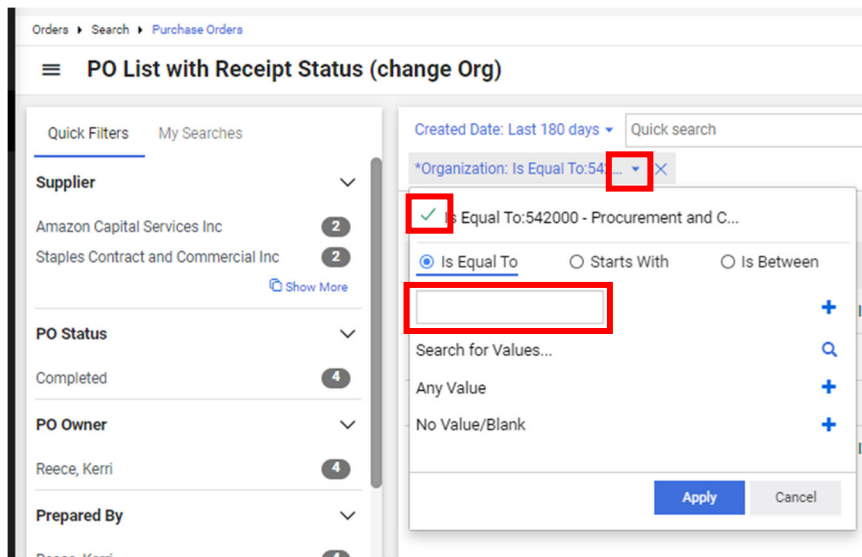 Orders Search Purchase Orders
PO List with Receipt Status (change Org)
Quick Filters My Searches
Supplier
Amazon Capital Services Inc 2
Staples Contract and Commercial Inc 2
Show More
PO Status
Completed 4
PO Owner
Reece, Kerri 4
Prepared By
Created Date: Last 180 days Quick search
*Organization: Is Equal To:542...
Is Equal To:542000 - Procurement and C...
Is Equal To Starts With Is Between
Search for Values...
Any Value
No Value/Blank
Apply Cancel